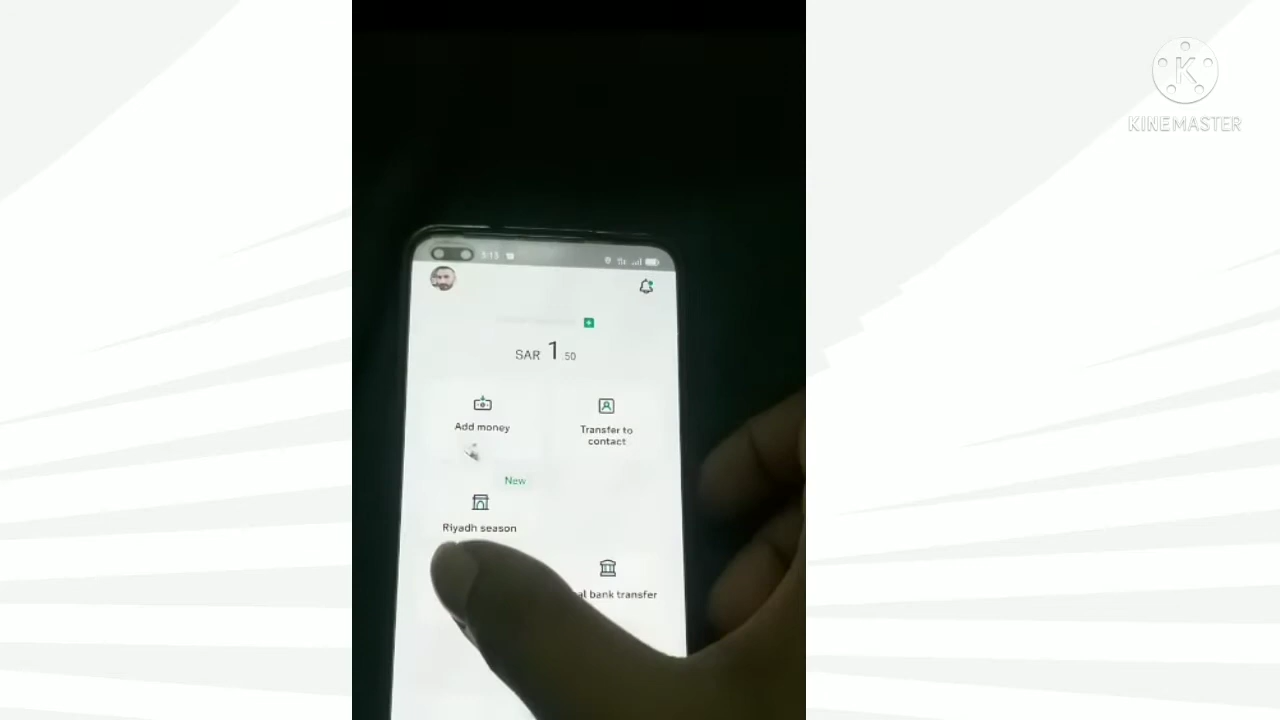 KINEMASTER
SAR 1.50
Add money
Transfer to
contact
New
Riyadh season
al bank transfer